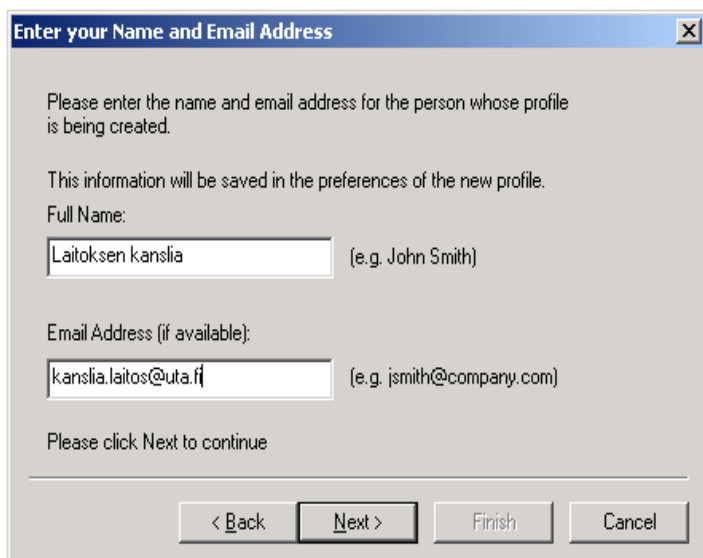 Enter your Name and Email Address
Please enter the name and email address for the person whose profile
is being created.
This information will be saved in the preferences of the new profile.
Full Name:
Laitoksen kanslia (e.g. John Smith)
Email Address (if available):
kanslia.laitos@uta.fi (e.g. jsmith@company.com)
Please click Next to continue
< Back Next > Finish Cancel